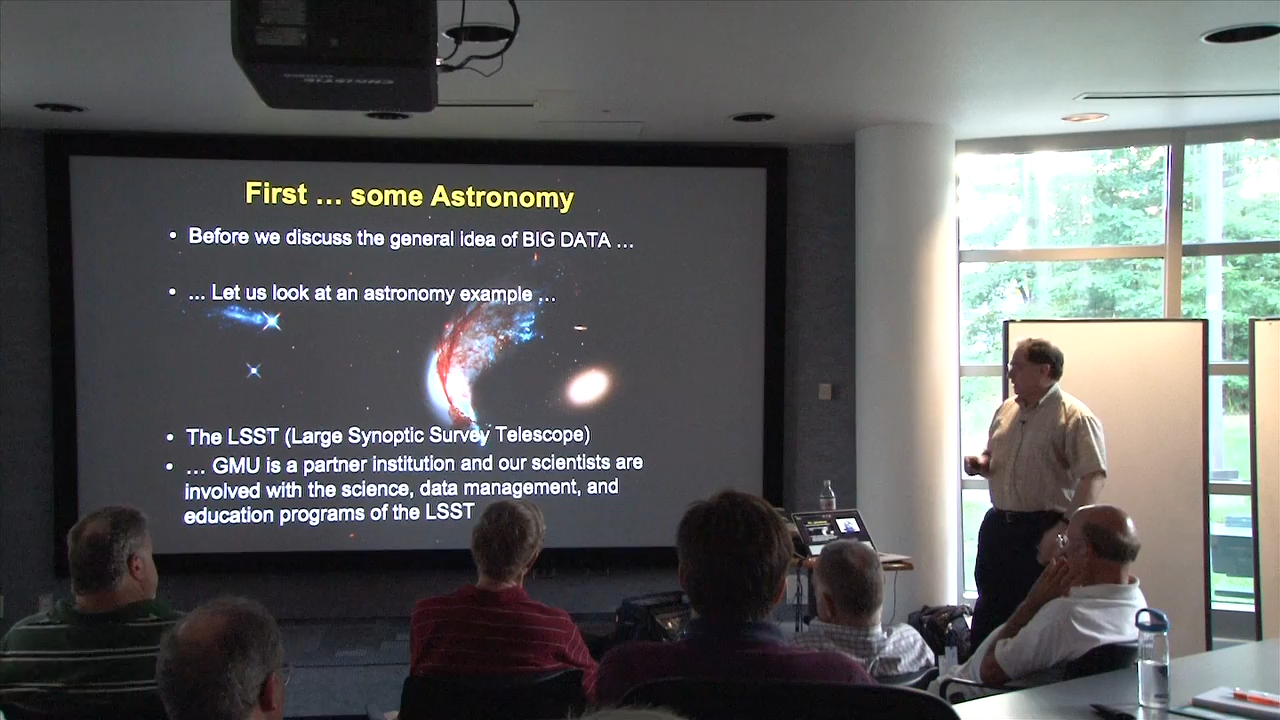 CHRISTIE
First ... some Astronomy
• Before we discuss the general idea of BIG DATA ...
• ... Let us look at an astronomy example ...
• The LSST (Large Synoptic Survey Telescope)
• ... GMU is a partner institution and our scientists are
involved with the science, data management, and
education programs of the LSST